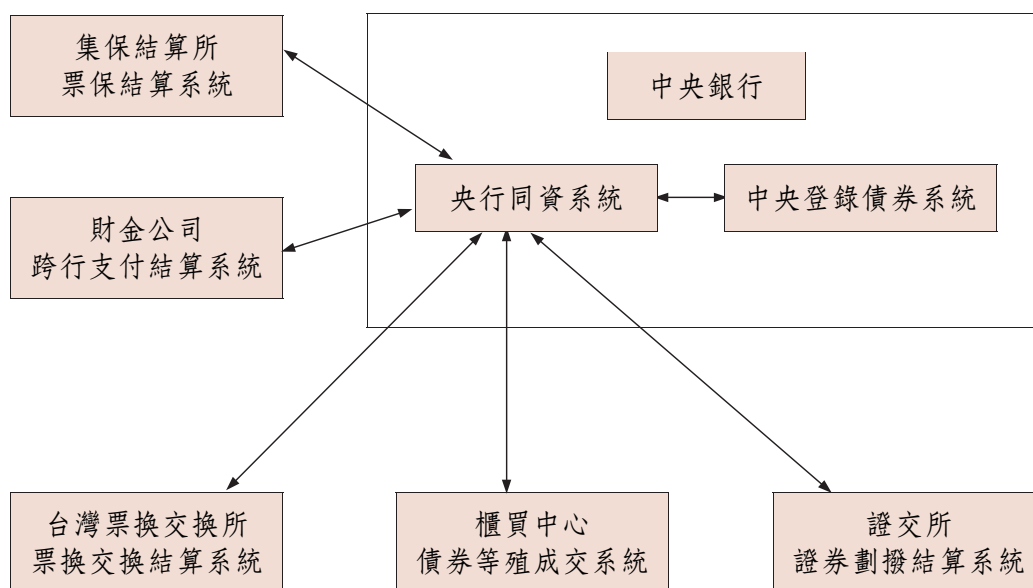 集保結算所
票保結算系統
中央銀行
央行同資系統
中央登錄債券系統
財金公司
跨行支付結算系統
台灣票換交換所
票換交換結算系統
櫃買中心
債券等殖成交系統
證交所
證券劃撥結算系統